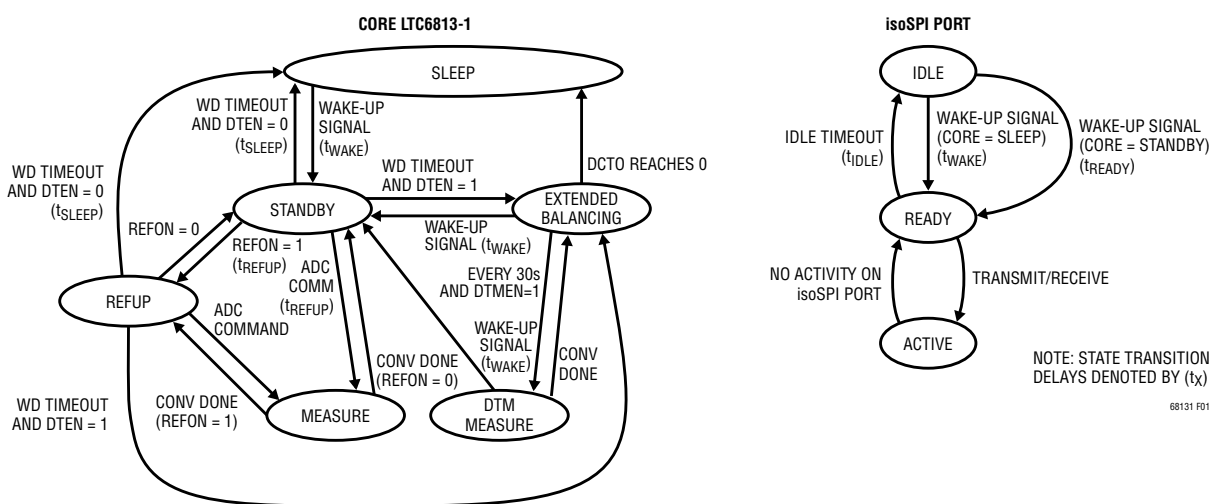 CORE LTC6813-1
SLEEP
WD TIMEOUT
AND DTEN = 0
(tSLEEP)
WAKE-UP
SIGNAL
(tWAKE)
WD TIMEOUT
AND DTEN = 0
(tSLEEP)
WD TIMEOUT
AND DTEN = 1
DCTO REACHES 0
STANDBY
EXTENDED
BALANCING
WAKE-UP
SIGNAL (tWAKE)
REFON = 0
REFON = 1
(tREFUP)
ADC
COMM
(tREFUP)
EVERY 30s
AND DTMEN=1
REFUP
ADC
COMMAND
WAKE-UP
SIGNAL
(tWAKE)
CONV
DONE
CONV DONE
(REFON = 0)
CONV DONE
(REFON = 1)
MEASURE
DTM
MEASURE
WD TIMEOUT
AND DTEN = 1
isoSPI PORT
IDLE
IDLE TIMEOUT
(tIDLE)
WAKE-UP SIGNAL
(CORE = SLEEP)
(tWAKE)
WAKE-UP SIGNAL
(CORE = STANDBY)
(tREADY)
READY
NO ACTIVITY ON
isoSPI PORT
TRANSMIT/RECEIVE
ACTIVE
NOTE: STATE TRANSITION
DELAYS DENOTED BY (tX)
68131 F01